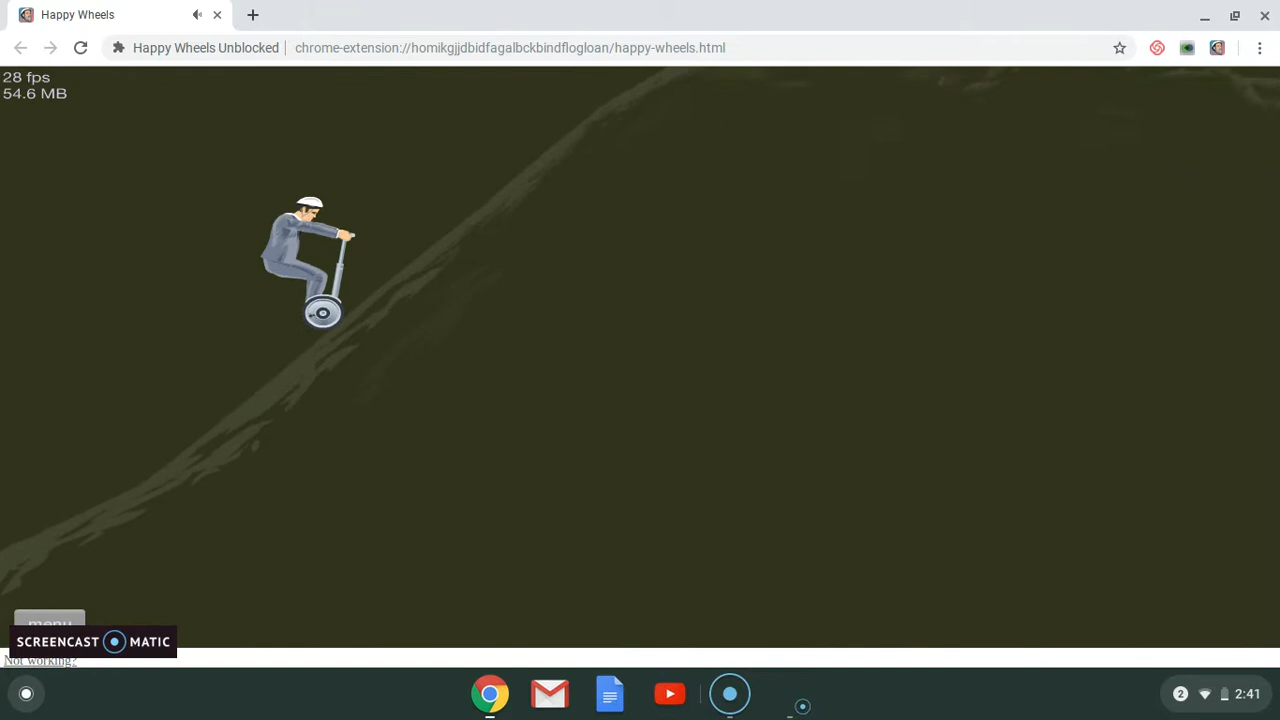 Happy Wheels
Happy Wheels Unblocked
chrome-extension://homikgjjdbidfagalbckbindflogloan/happy-wheels.html
28 fps
54.6 MB
menu
SCREENCAST MATIC
Not working?
2
2:41